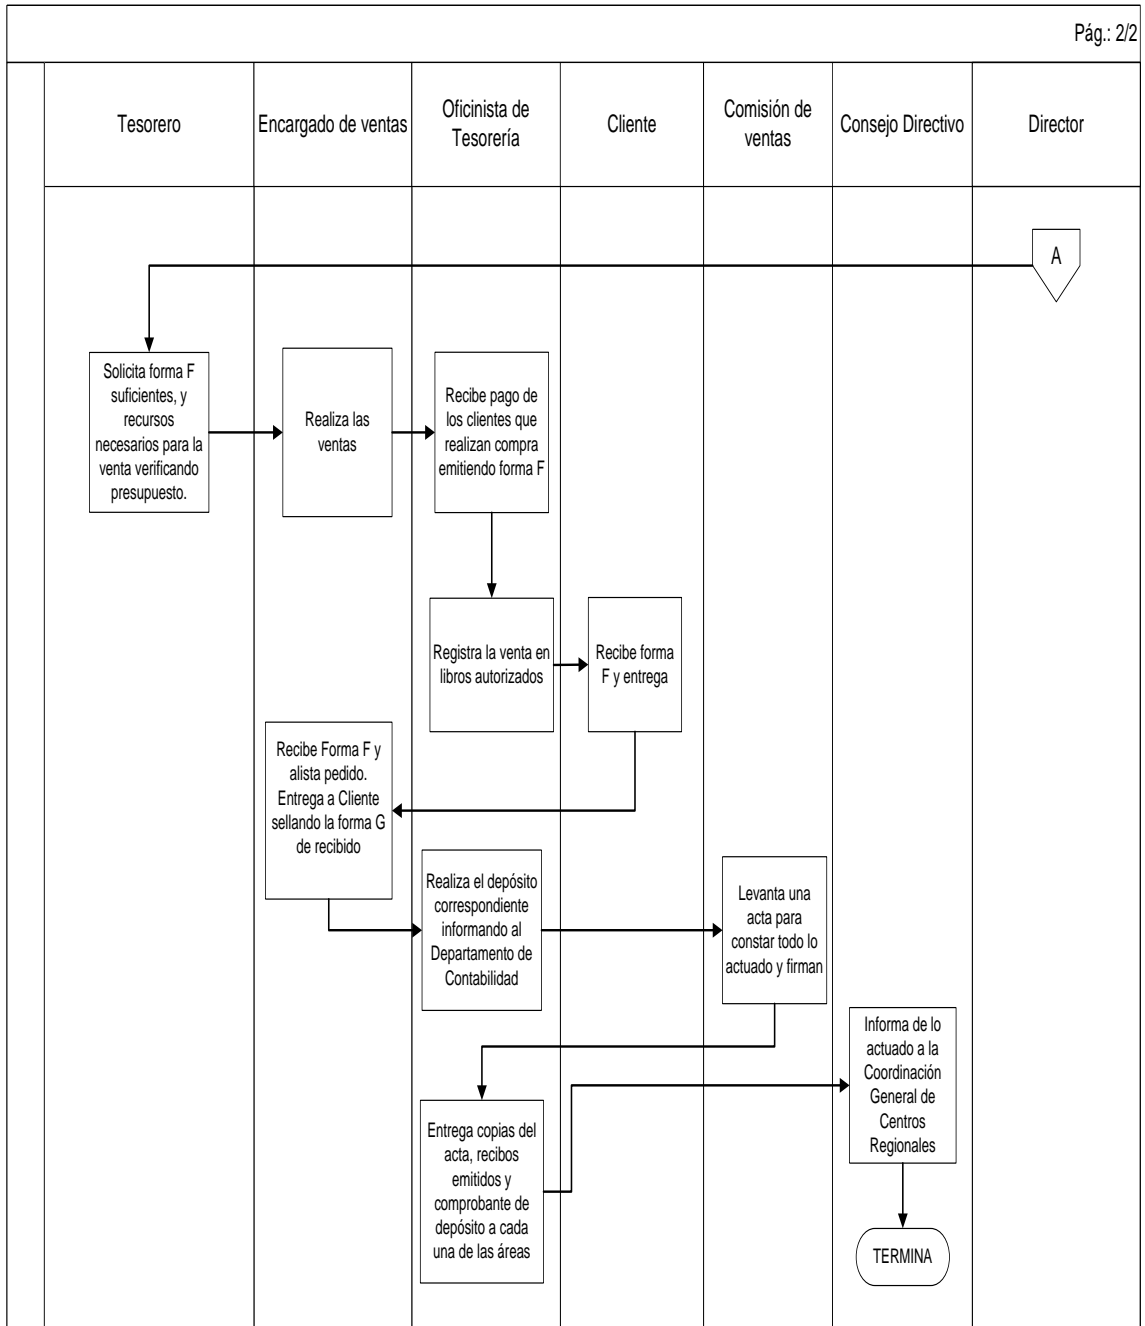 Pág.: 2/2
Tesorero
Encargado de ventas
Oficinista de
Tesorería
Cliente
Comisión de
ventas
Consejo Directivo
Director
A
Solicita forma F
suficientes, y
recursos
necesarios para la
venta verificando
presupuesto.
Realiza las
ventas
Recibe pago de
los clientes que
realizan compra
emitiendo forma F
Registra la venta en
libros autorizados
Recibe forma
F y entrega
Recibe Forma F y
alista pedido.
Entrega a Cliente
sellando la forma G
de recibido
Realiza el depósito
correspondiente
informando al
Departamento de
Contabilidad
Levanta una
acta para
constar todo lo
actuado y firman
Informa de lo
actuado a la
Coordinación
General de
Centros
Regionales
Entrega copias del
acta, recibos
emitidos y
comprobante de
depósito a cada
una de las áreas
TERMINA